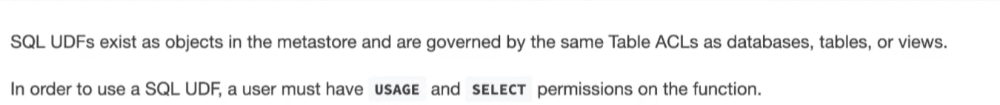 SQL UDFs exist as objects in the metastore and are governed by the same Table ACLs as databases, tables, or views.
In order to use a SQL UDF, a user must have USAGE and SELECT permissions on the function.